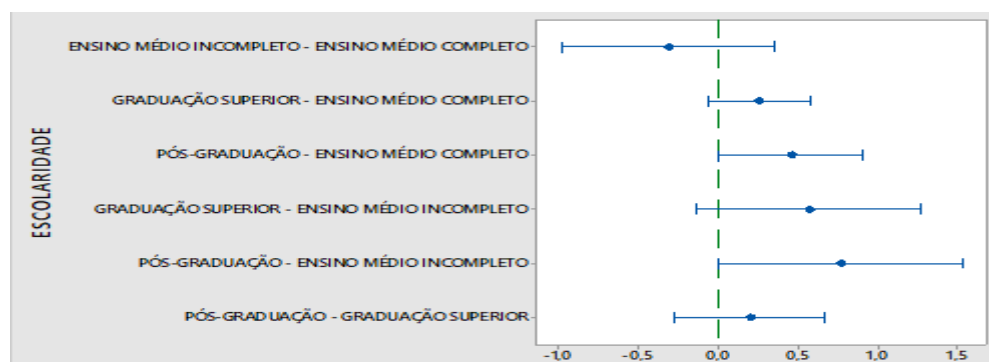 ESCOLARIDADE
ENSINO MÉDIO INCOMPLETO - ENSINO MÉDIO COMPLETO
GRADUAÇÃO SUPERIOR - ENSINO MÉDIO COMPLETO
PÓS-GRADUAÇÃO - ENSINO MÉDIO COMPLETO
GRADUAÇÃO SUPERIOR - ENSINO MÉDIO INCOMPLETO
PÓS-GRADUAÇÃO - ENSINO MÉDIO INCOMPLETO
PÓS-GRADUAÇÃO - GRADUAÇÃO SUPERIOR
-1,0 -0,5 0,0 0,5 1,0 1,5